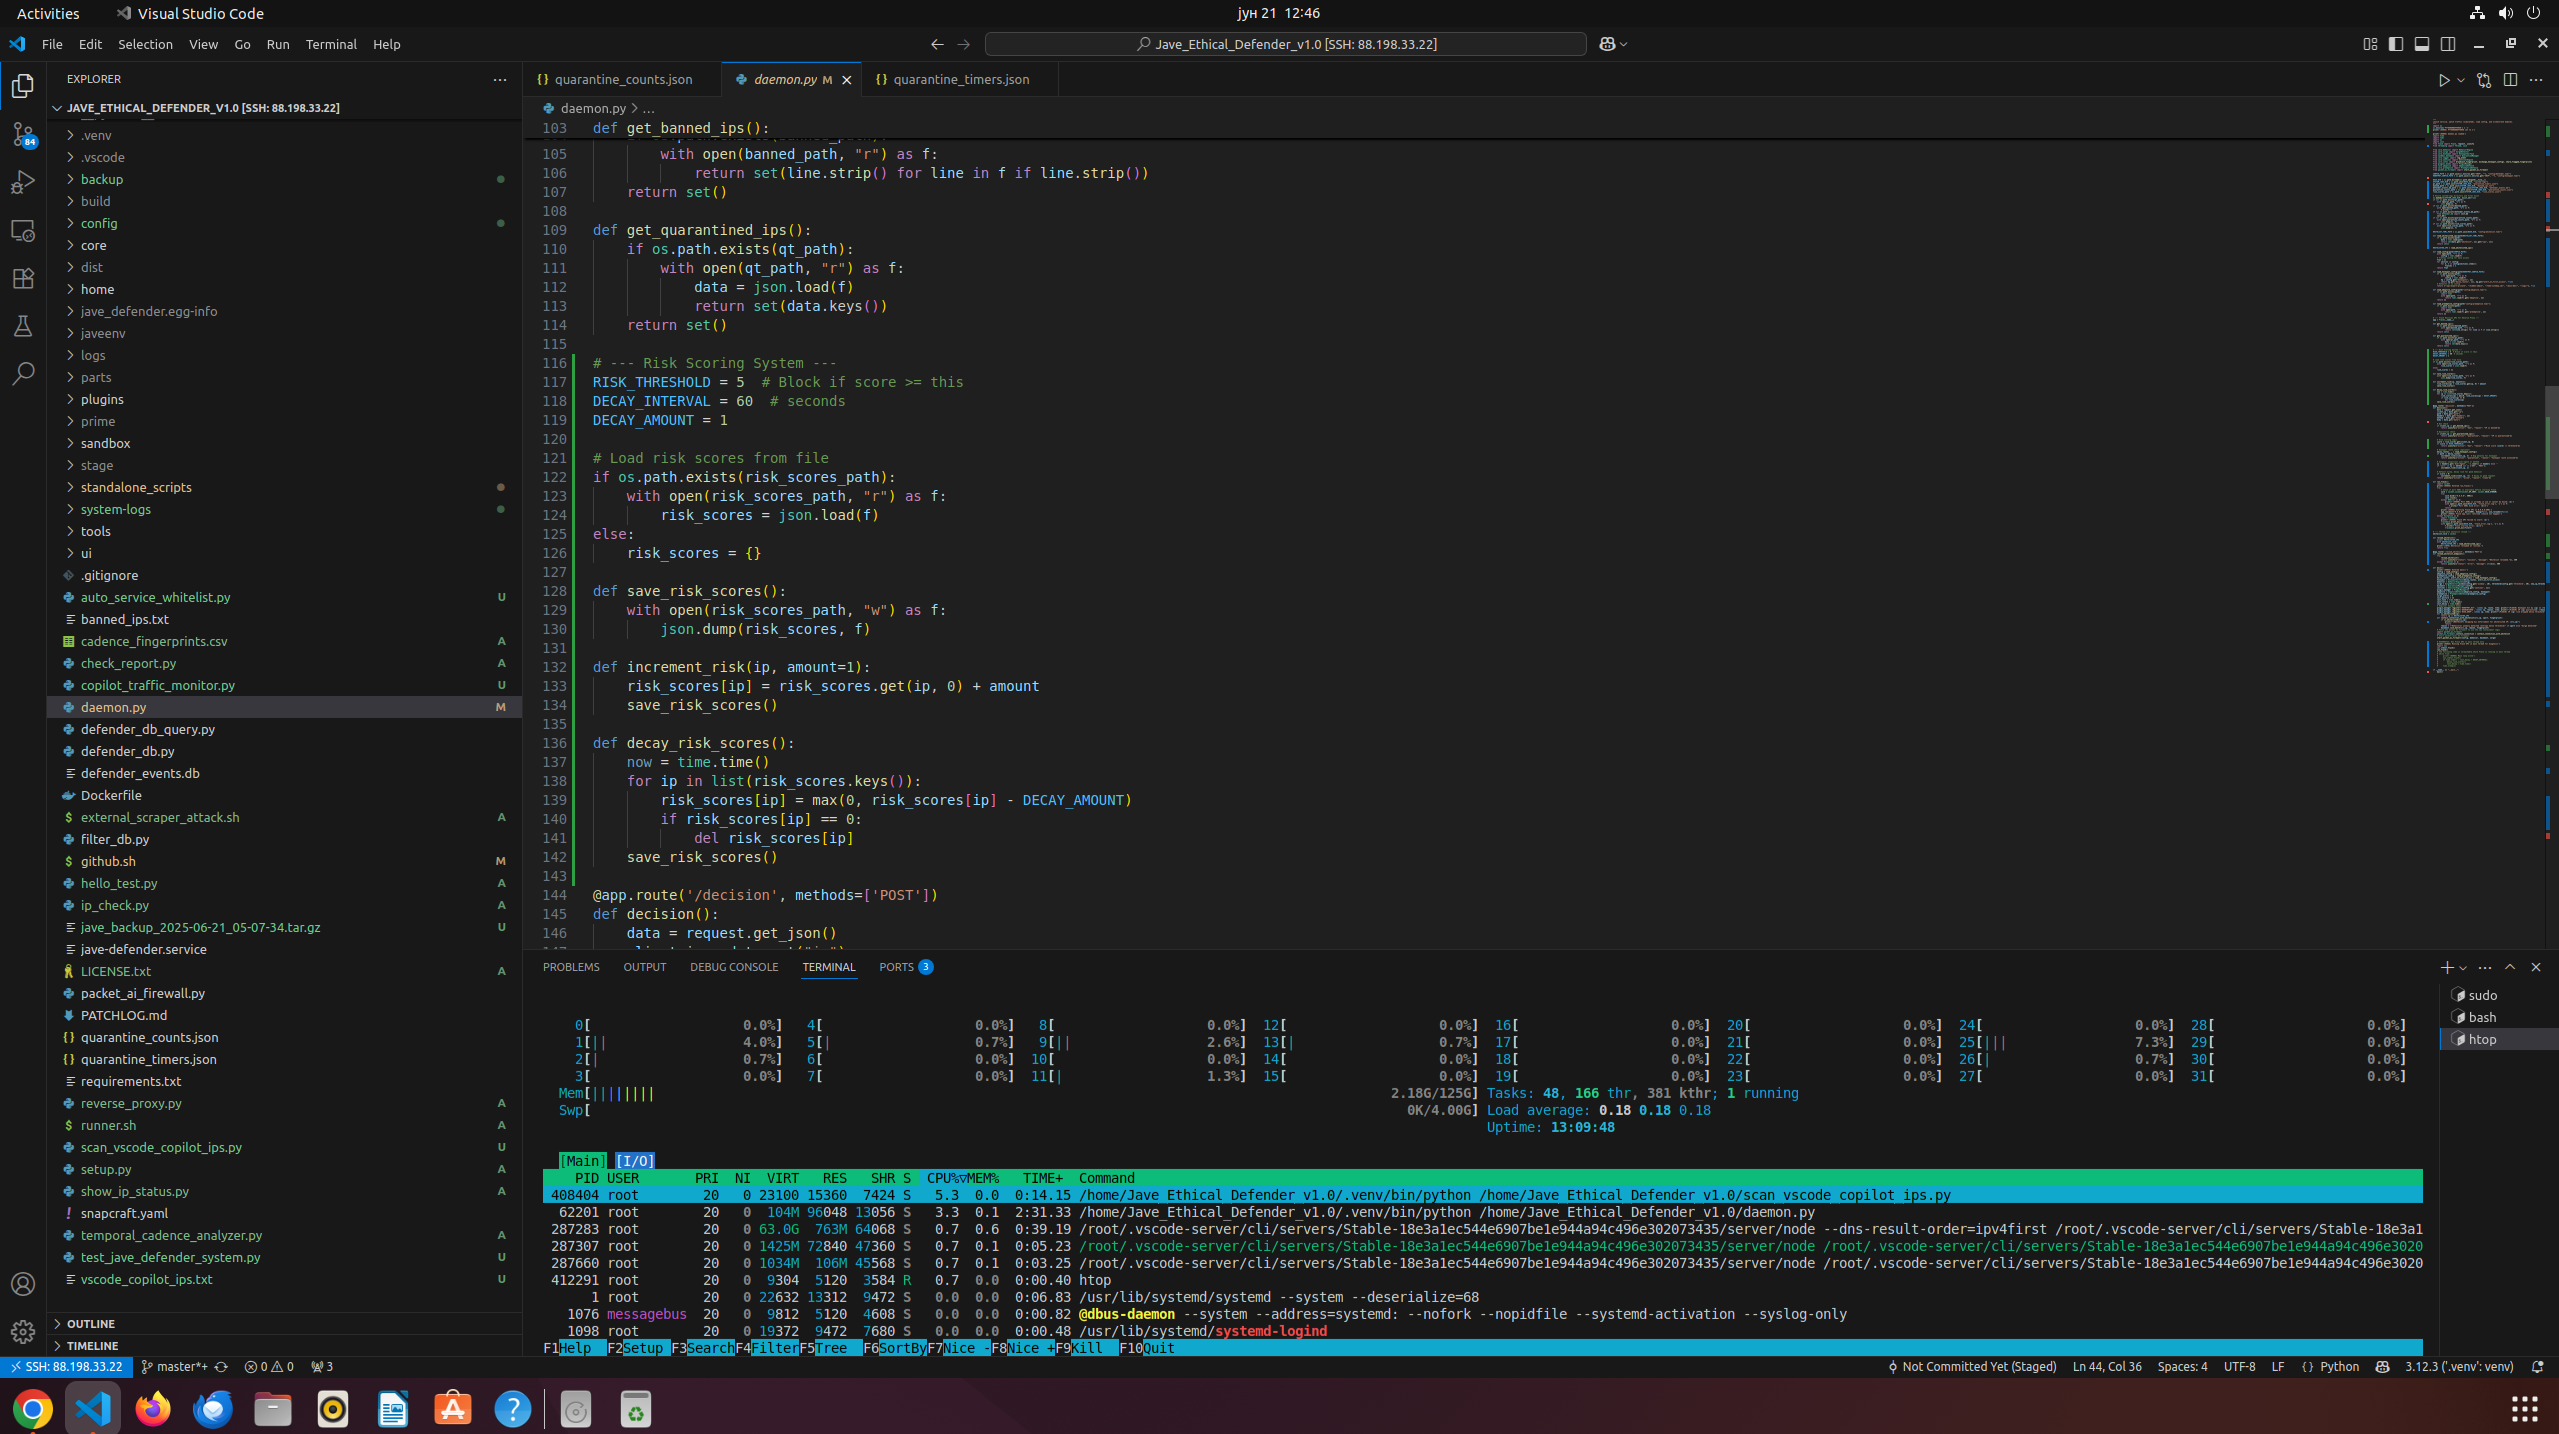 Activities
Visual Studio Code
јун 21 12:46
File Edit Selection View Go Run Terminal Help
Jave_Ethical_Defender_v1.0 [SSH: 88.198.33.22]
EXPLORER
JAVE_ETHICAL_DEFENDER_V1.0 [SSH: 88.198.33.22]
84
.venv
.vscode
backup
build
config
core
dist
home
jave_defender.egg-info
javeenv
logs
parts
plugins
prime
sandbox
stage
standalone_scripts
system-logs
tools
ui
.gitignore
auto_service_whitelist.py U
banned_ips.txt
cadence_fingerprints.csv A
check_report.py A
copilot_traffic_monitor.py U
daemon.py M
defender_db_query.py
defender_db.py
defender_events.db
Dockerfile
external_scraper_attack.sh A
filter_db.py
github.sh M
hello_test.py A
ip_check.py A
jave_backup_2025-06-21_05-07-34.tar.gz U
jave-defender.service
LICENSE.txt A
packet_ai_firewall.py
PATCHLOG.md
quarantine_counts.json
quarantine_timers.json
requirements.txt
reverse_proxy.py A
runner.sh A
scan_vscode_copilot_ips.py U
setup.py A
show_ip_status.py A
snapcraft.yaml
temporal_cadence_analyzer.py A
test_jave_defender_system.py U
vscode_copilot_ips.txt U
OUTLINE
TIMELINE
quarantine_counts.json
daemon.py M
quarantine_timers.json
daemon.py > ...
103 def get_banned_ips():
105 with open(banned_path, "r") as f:
106 return set(line.strip() for line in f if line.strip())
107 return set()
108
109 def get_quarantined_ips():
110 if os.path.exists(qt_path):
111 with open(qt_path, "r") as f:
112 data = json.load(f)
113 return set(data.keys())
114 return set()
115
116 # --- Risk Scoring System ---
117 RISK_THRESHOLD = 5  # Block if score >= this
118 DECAY_INTERVAL = 60  # seconds
119 DECAY_AMOUNT = 1
120
121 # Load risk scores from file
122 if os.path.exists(risk_scores_path):
123 with open(risk_scores_path, "r") as f:
124 risk_scores = json.load(f)
125 else:
126 risk_scores = {}
127
128 def save_risk_scores():
129 with open(risk_scores_path, "w") as f:
130 json.dump(risk_scores, f)
131
132 def increment_risk(ip, amount=1):
133 risk_scores[ip] = risk_scores.get(ip, 0) + amount
134 save_risk_scores()
135
136 def decay_risk_scores():
137 now = time.time()
138 for ip in list(risk_scores.keys()):
139 risk_scores[ip] = max(0, risk_scores[ip] - DECAY_AMOUNT)
140 if risk_scores[ip] == 0:
141 del risk_scores[ip]
142 save_risk_scores()
143
144 @app.route('/decision', methods=['POST'])
145 def decision():
146 data = request.get_json()
PROBLEMS OUTPUT DEBUG CONSOLE TERMINAL PORTS 3
0[ 0.0%] 4[ 0.0%] 8[ 0.0%] 12[ 0.0%] 16[ 0.0%] 20[ 0.0%] 24[ 0.0%] 28[ 0.0%]
1[|| 4.0%] 5[| 0.7%] 9[|| 2.6%] 13[| 0.7%] 17[ 0.0%] 21[ 0.0%] 25[||| 7.3%] 29[ 0.0%]
2[| 0.7%] 6[ 0.0%] 10[ 0.0%] 14[ 0.0%] 18[ 0.0%] 22[ 0.0%] 26[| 0.7%] 30[ 0.0%]
3[ 0.0%] 7[ 0.0%] 11[| 1.3%] 15[ 0.0%] 19[ 0.0%] 23[ 0.0%] 27[ 0.0%] 31[ 0.0%]
Mem[|||||||| 2.18G/125G] Tasks: 48, 166 thr, 381 kthr; 1 running
Swp[ 0K/4.00G] Load average: 0.18 0.18 0.18
Uptime: 13:09:48
[Main] [I/O]
PID USER PRI NI VIRT RES SHR S CPU%▽MEM% TIME+ Command
408404 root 20 0 23100 15360 7424 S 5.3 0.0 0:14.15 /home/Jave_Ethical_Defender_v1.0/.venv/bin/python /home/Jave_Ethical_Defender_v1.0/scan_vscode_copilot_ips.py
62201 root 20 0 104M 96048 13056 S 3.3 0.1 2:31.33 /home/Jave_Ethical_Defender_v1.0/.venv/bin/python /home/Jave_Ethical_Defender_v1.0/daemon.py
287283 root 20 0 63.0G 763M 64068 S 0.7 0.6 0:39.19 /root/.vscode-server/cli/servers/Stable-18e3a1ec544e6907be1e944a94c496e302073435/server/node --dns-result-order=ipv4first /root/.vscode-server/cli/servers/Stable-18e3a1
287307 root 20 0 1425M 72840 47360 S 0.7 0.1 0:05.23 /root/.vscode-server/cli/servers/Stable-18e3a1ec544e6907be1e944a94c496e302073435/server/node /root/.vscode-server/cli/servers/Stable-18e3a1ec544e6907be1e944a94c496e3020
287660 root 20 0 1034M 106M 45568 S 0.7 0.1 0:03.25 /root/.vscode-server/cli/servers/Stable-18e3a1ec544e6907be1e944a94c496e302073435/server/node /root/.vscode-server/cli/servers/Stable-18e3a1ec544e6907be1e944a94c496e3020
412291 root 20 0 9304 5120 3584 R 0.7 0.0 0:00.40 htop
1 root 20 0 22632 13312 9472 S 0.0 0.0 0:06.83 /usr/lib/systemd/systemd --system --deserialize=68
1076 messagebus 20 0 9812 5120 4608 S 0.0 0.0 0:00.82 @dbus-daemon --system --address=systemd: --nofork --nopidfile --systemd-activation --syslog-only
1098 root 20 0 19372 9472 7680 S 0.0 0.0 0:00.48 /usr/lib/systemd/systemd-logind
F1Help F2Setup F3SearchF4FilterF5Tree F6SortByF7Nice -F8Nice +F9Kill F10Quit
sudo
bash
htop
SSH: 88.198.33.22 master*+ 0 0 3 Not Committed Yet (Staged) Ln 44, Col 36 Spaces: 4 UTF-8 LF {} Python 3.12.3 ('.venv': venv)